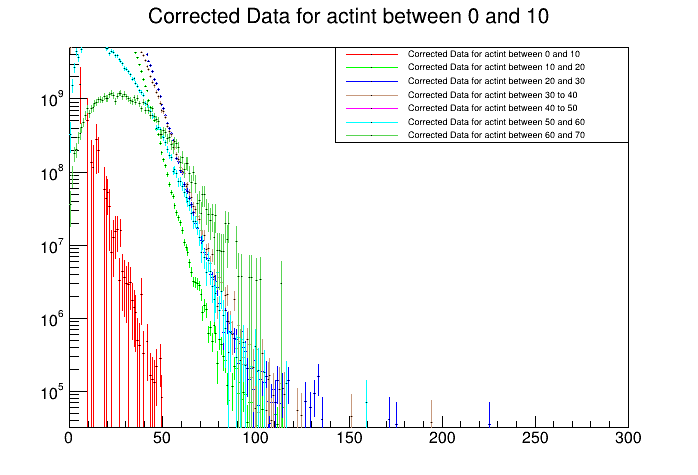 Corrected Data for actint between 0 and 10
Corrected Data for actint between 0 and 10
Corrected Data for actint between 10 and 20
Corrected Data for actint between 20 and 30
Corrected Data for actint between 30 to 40
Corrected Data for actint between 40 to 50
Corrected Data for actint between 50 and 60
Corrected Data for actint between 60 and 70
10⁹
10⁸
10⁷
10⁶
10⁵
0 50 100 150 200 250 300